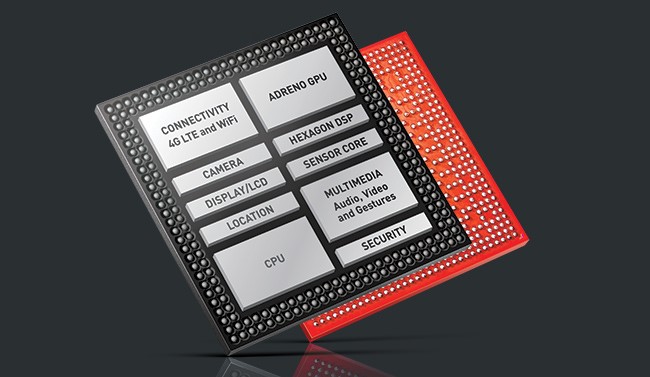 CONNECTIVITY
4G LTE and WiFi
CAMERA
DISPLAY/LCD
LOCATION
CPU
ADRENO GPU
HEXAGON DSP
SENSOR CORE
MULTIMEDIA
Audio, Video
and Gestures
SECURITY